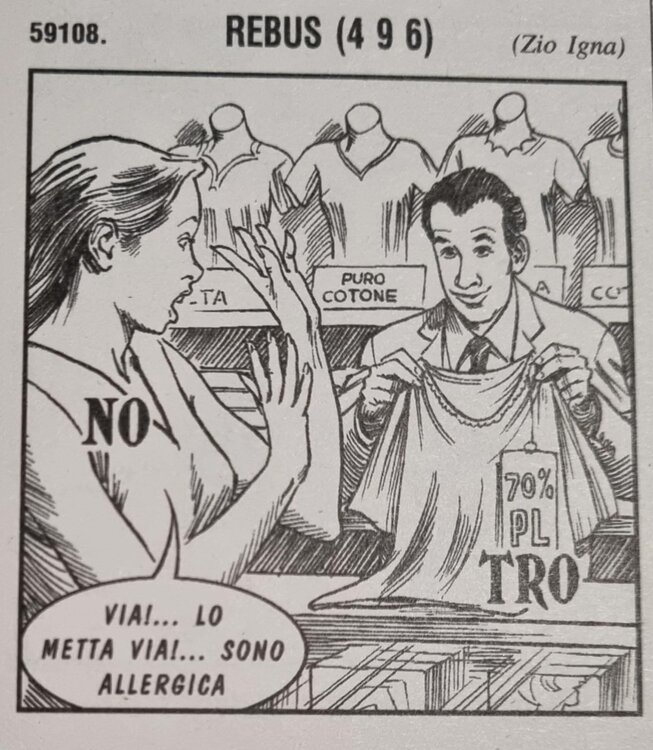 59108.
REBUS (4 9 6)
(Zio Igna)
TA
PURO
COTONE
A
CO
NO
70%
PL
TRO
VIA!... LO
METTA VIA!... SONO
ALLERGICA